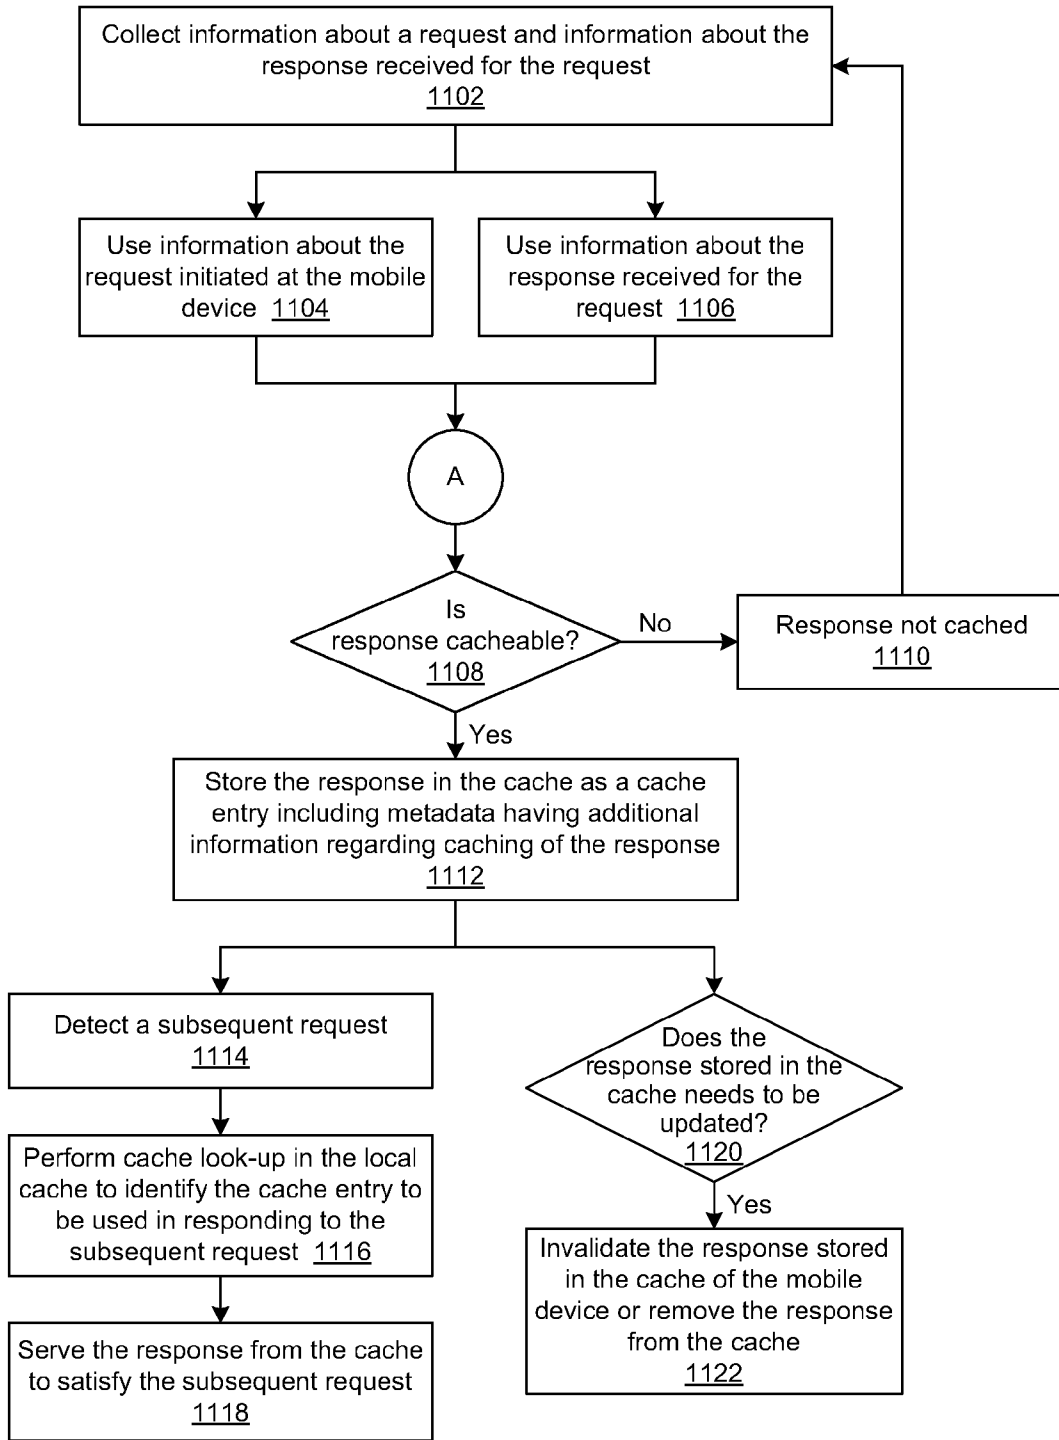 Collect information about a request and information about the
response received for the request
1102
Use information about the
request initiated at the mobile
device 1104
Use information about the
response received for the
request 1106
A
Is
response cacheable?
1108
No
Response not cached
1110
Yes
Store the response in the cache as a cache
entry including metadata having additional
information regarding caching of the response
1112
Detect a subsequent request
1114
Perform cache look-up in the local
cache to identify the cache entry to
be used in responding to the
subsequent request 1116
Serve the response from the cache
to satisfy the subsequent request
1118
Does the
response stored in the
cache needs to be
updated?
1120
Yes
Invalidate the response stored
in the cache of the mobile
device or remove the response
from the cache
1122